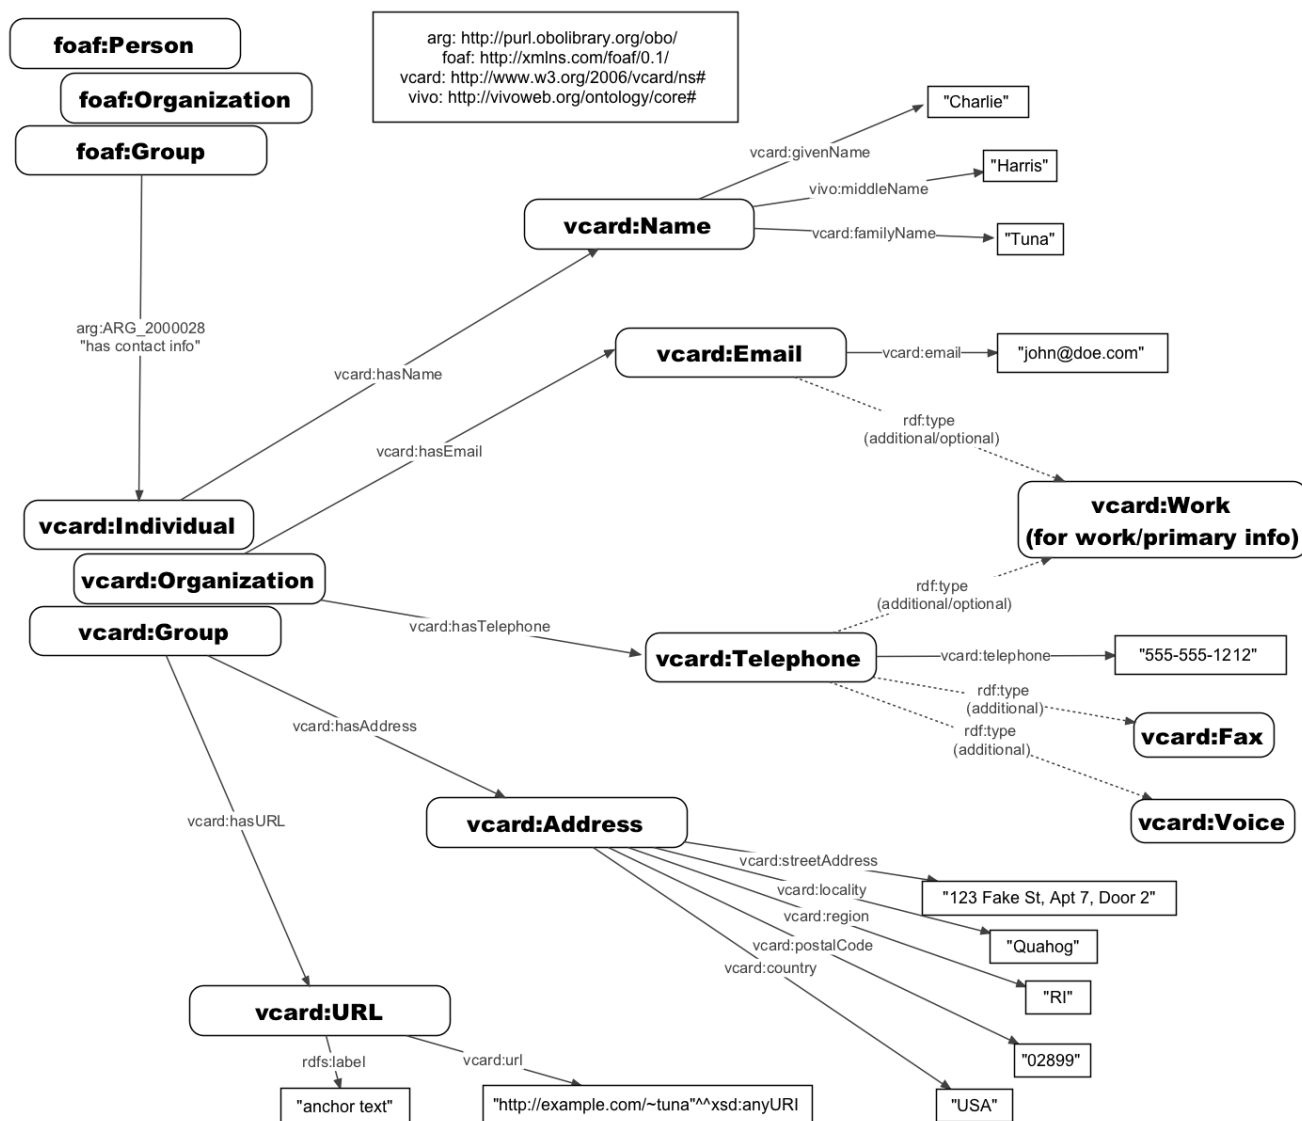 foaf:Person
foaf:Organization
foaf:Group
arg: http://purl.obolibrary.org/obo/
foaf: http://xmlns.com/foaf/0.1/
vcard: http://www.w3.org/2006/vcard/ns#
vivo: http://vivoweb.org/ontology/core#
"Charlie"
vcard:givenName
"Harris"
vivo:middleName
vcard:Name
vcard:familyName
"Tuna"
arg:ARG_2000028
"has contact info"
vcard:hasName
vcard:Email
vcard:email
"john@doe.com"
rdf:type
(additional/optional)
vcard:hasEmail
vcard:Work
(for work/primary info)
vcard:Individual
vcard:Organization
vcard:Group
rdf:type
(additional/optional)
vcard:hasTelephone
vcard:Telephone
vcard:telephone
"555-555-1212"
rdf:type
(additional)
vcard:Fax
rdf:type
(additional)
vcard:Voice
vcard:hasAddress
vcard:hasURL
vcard:Address
vcard:streetAddress
"123 Fake St, Apt 7, Door 2"
vcard:locality
"Quahog"
vcard:region
"RI"
vcard:postalCode
"02899"
vcard:country
"USA"
vcard:URL
rdfs:label
"anchor text"
vcard:url
"http://example.com/~tuna"^^xsd:anyURI